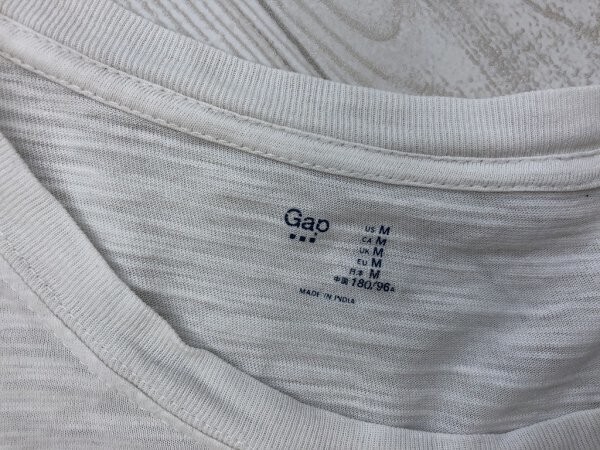 Gap
US M
CA M
UK M
EU M
日本 M
中国 180/96A
MADE IN INDIA